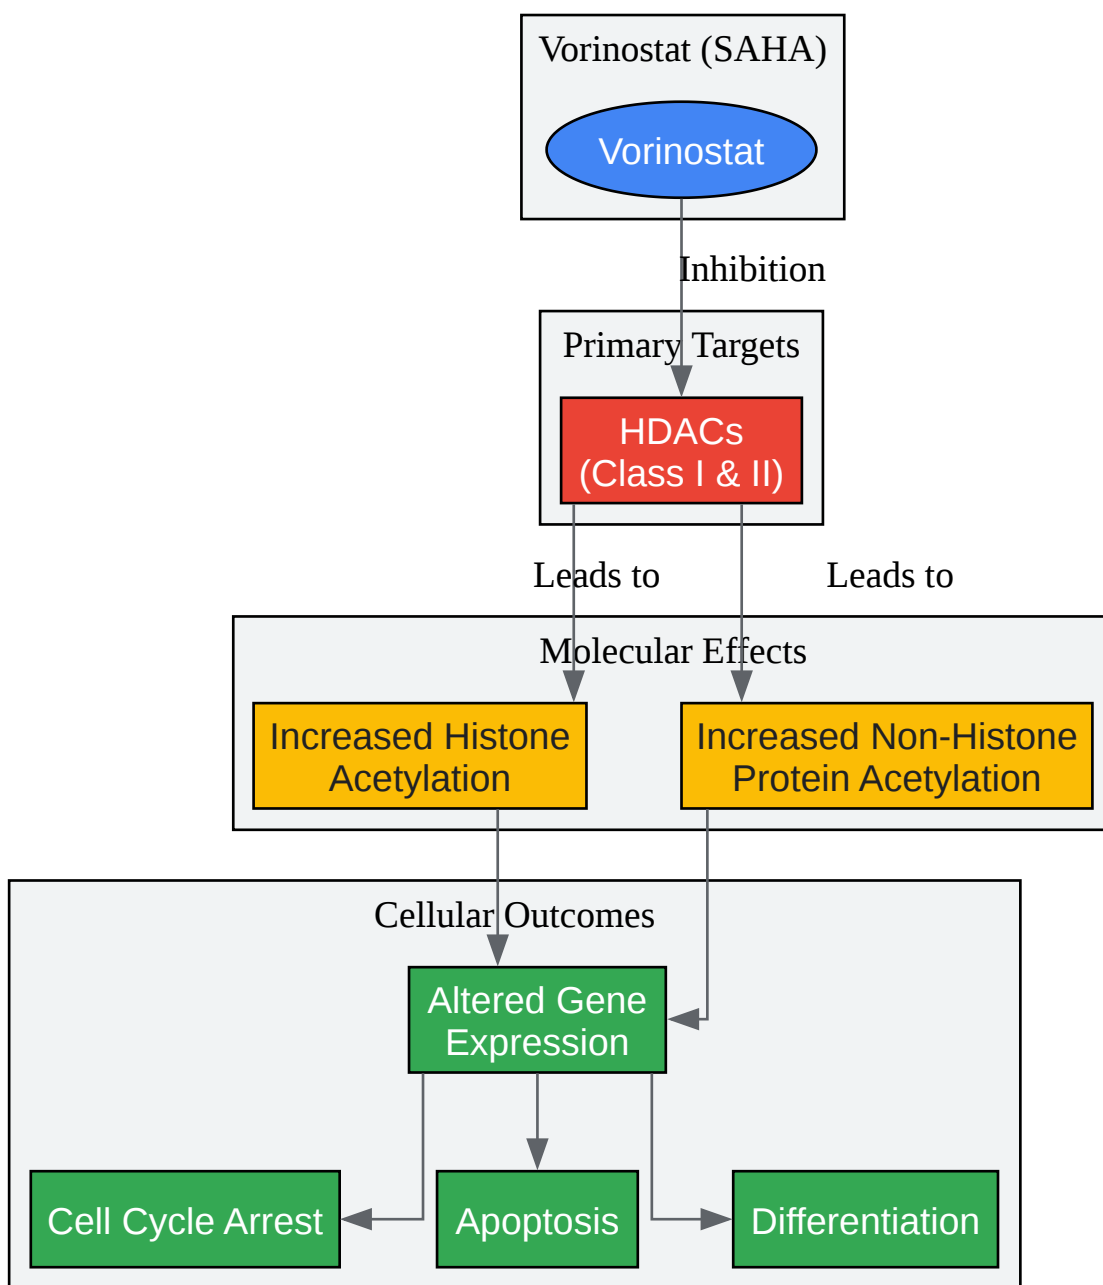 Vorinostat (SAHA)
Vorinostat
Inhibition
Primary Targets
HDACs
(Class I & II)
Leads to
Leads to
Molecular Effects
Increased Histone
Acetylation
Increased Non-Histone
Protein Acetylation
Cellular Outcomes
Altered Gene
Expression
Cell Cycle Arrest
Apoptosis
Differentiation